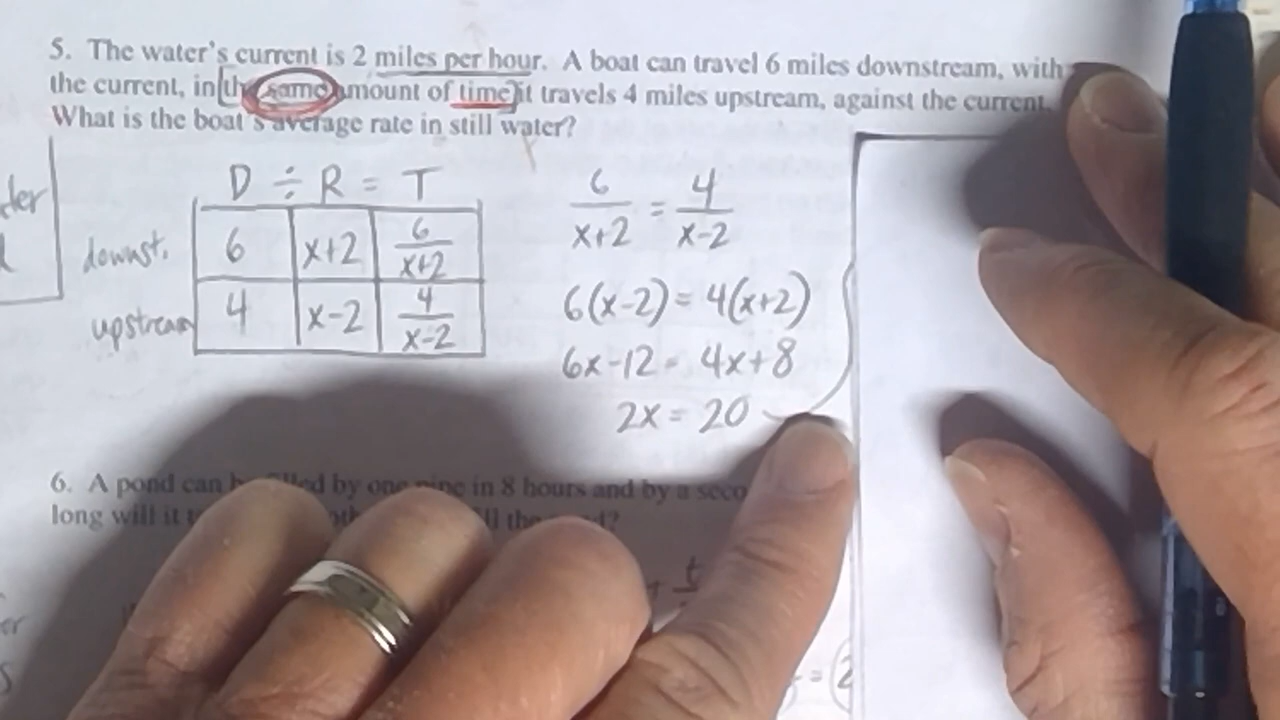 5. The water's current is 2 miles per hour. A boat can travel 6 miles downstream, with
the current, in the same amount of time it travels 4 miles upstream, against the current.
What is the boat's average rate in still water?
D ÷ R = T
downst. 6 x+2 6/x+2
upstream 4 x-2 4/x-2
6/x+2 = 4/x-2
6(x-2) = 4(x+2)
6x-12 = 4x+8
2x = 20
6. A pond can be filled by one pipe in 8 hours and by a seco
long will it